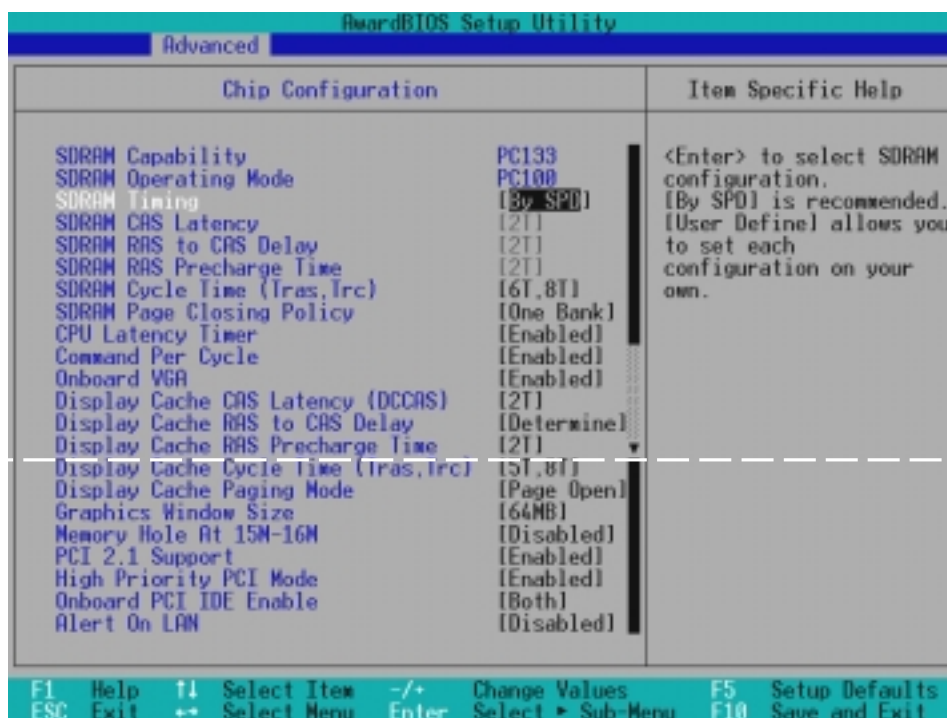 AwardBIOS Setup Utility
Advanced
Chip Configuration
Item Specific Help
SDRAM Capability PC133
SDRAM Operating Mode PC100
SDRAM Timing [By SPD]
SDRAM CAS Latency [2T]
SDRAM RAS to CAS Delay [2T]
SDRAM RAS Precharge Time [2T]
SDRAM Cycle Time (Tras,Trc) [6T,8T]
SDRAM Page Closing Policy [One Bank]
CPU Latency Timer [Enabled]
Command Per Cycle [Enabled]
Onboard VGA [Enabled]
Display Cache CAS Latency (DCCAS) [2T]
Display Cache RAS to CAS Delay [Determine]
Display Cache RAS Precharge Time [2T]
Display Cache Cycle Time (Tras,Trc) [5T,8T]
Display Cache Paging Mode [Page Open]
Graphics Window Size [64MB]
Memory Hole At 15M-16M [Disabled]
PCI 2.1 Support [Enabled]
High Priority PCI Mode [Enabled]
Onboard PCI IDE Enable [Both]
Alert On LAN [Disabled]
<Enter> to select SDRAM
configuration.
[By SPD] is recommended.
[User Define] allows you
to set each
configuration on your
own.
F1 Help ↑↓ Select Item -/+ Change Values F5 Setup Defaults
ESC Exit ←→ Select Menu Enter Select ► Sub-Menu F10 Save and Exit